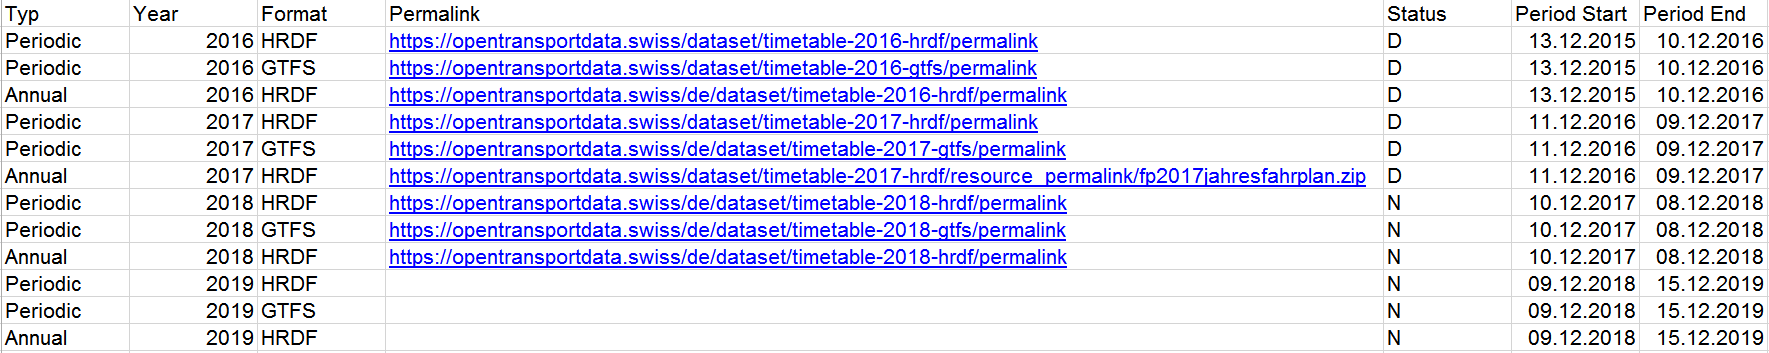 Typ Year Format Permalink Status Period Start Period End
Periodic 2016 HRDF https://opentransportdata.swiss/dataset/timetable-2016-hrdf/permalink D 13.12.2015 10.12.2016
Periodic 2016 GTFS https://opentransportdata.swiss/dataset/timetable-2016-gtfs/permalink D 13.12.2015 10.12.2016
Annual 2016 HRDF https://opentransportdata.swiss/de/dataset/timetable-2016-hrdf/permalink D 13.12.2015 10.12.2016
Periodic 2017 HRDF https://opentransportdata.swiss/dataset/timetable-2017-hrdf/permalink D 11.12.2016 09.12.2017
Periodic 2017 GTFS https://opentransportdata.swiss/de/dataset/timetable-2017-gtfs/permalink D 11.12.2016 09.12.2017
Annual 2017 HRDF https://opentransportdata.swiss/dataset/timetable-2017-hrdf/resource_permalink/fp2017jahresfahrplan.zip D 11.12.2016 09.12.2017
Periodic 2018 HRDF https://opentransportdata.swiss/de/dataset/timetable-2018-hrdf/permalink N 10.12.2017 08.12.2018
Periodic 2018 GTFS https://opentransportdata.swiss/de/dataset/timetable-2018-gtfs/permalink N 10.12.2017 08.12.2018
Annual 2018 HRDF https://opentransportdata.swiss/de/dataset/timetable-2018-hrdf/permalink N 10.12.2017 08.12.2018
Periodic 2019 HRDF N 09.12.2018 15.12.2019
Periodic 2019 GTFS N 09.12.2018 15.12.2019
Annual 2019 HRDF N 09.12.2018 15.12.2019